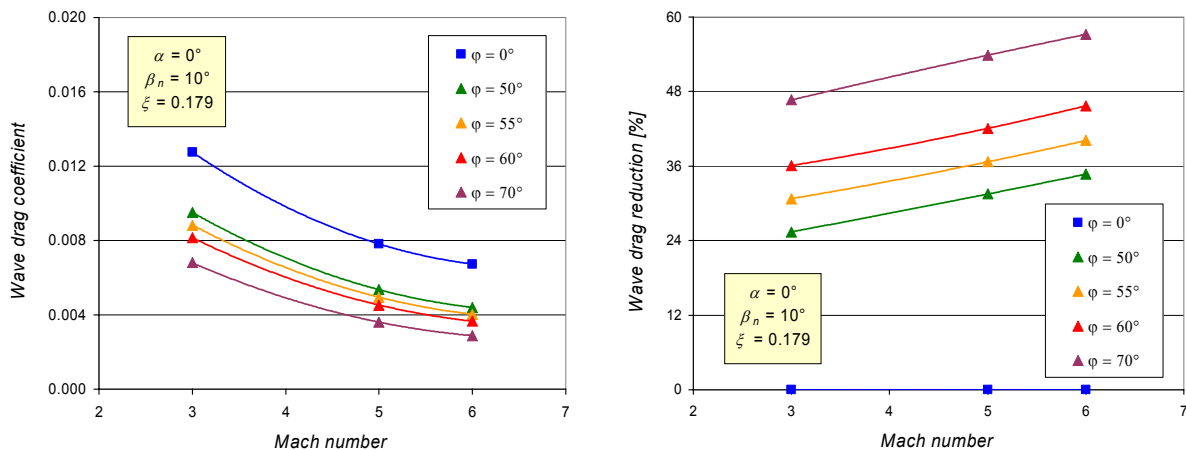 0.020
0.016
0.012
0.008
0.004
0.000
Wave drag coefficient
α = 0°
βn = 10°
ξ = 0.179
φ = 0°
φ = 50°
φ = 55°
φ = 60°
φ = 70°
2 3 4 5 6 7
Mach number
60
48
36
24
12
0
Wave drag reduction [%]
α = 0°
βn = 10°
ξ = 0.179
φ = 0°
φ = 50°
φ = 55°
φ = 60°
φ = 70°
2 3 4 5 6 7
Mach number